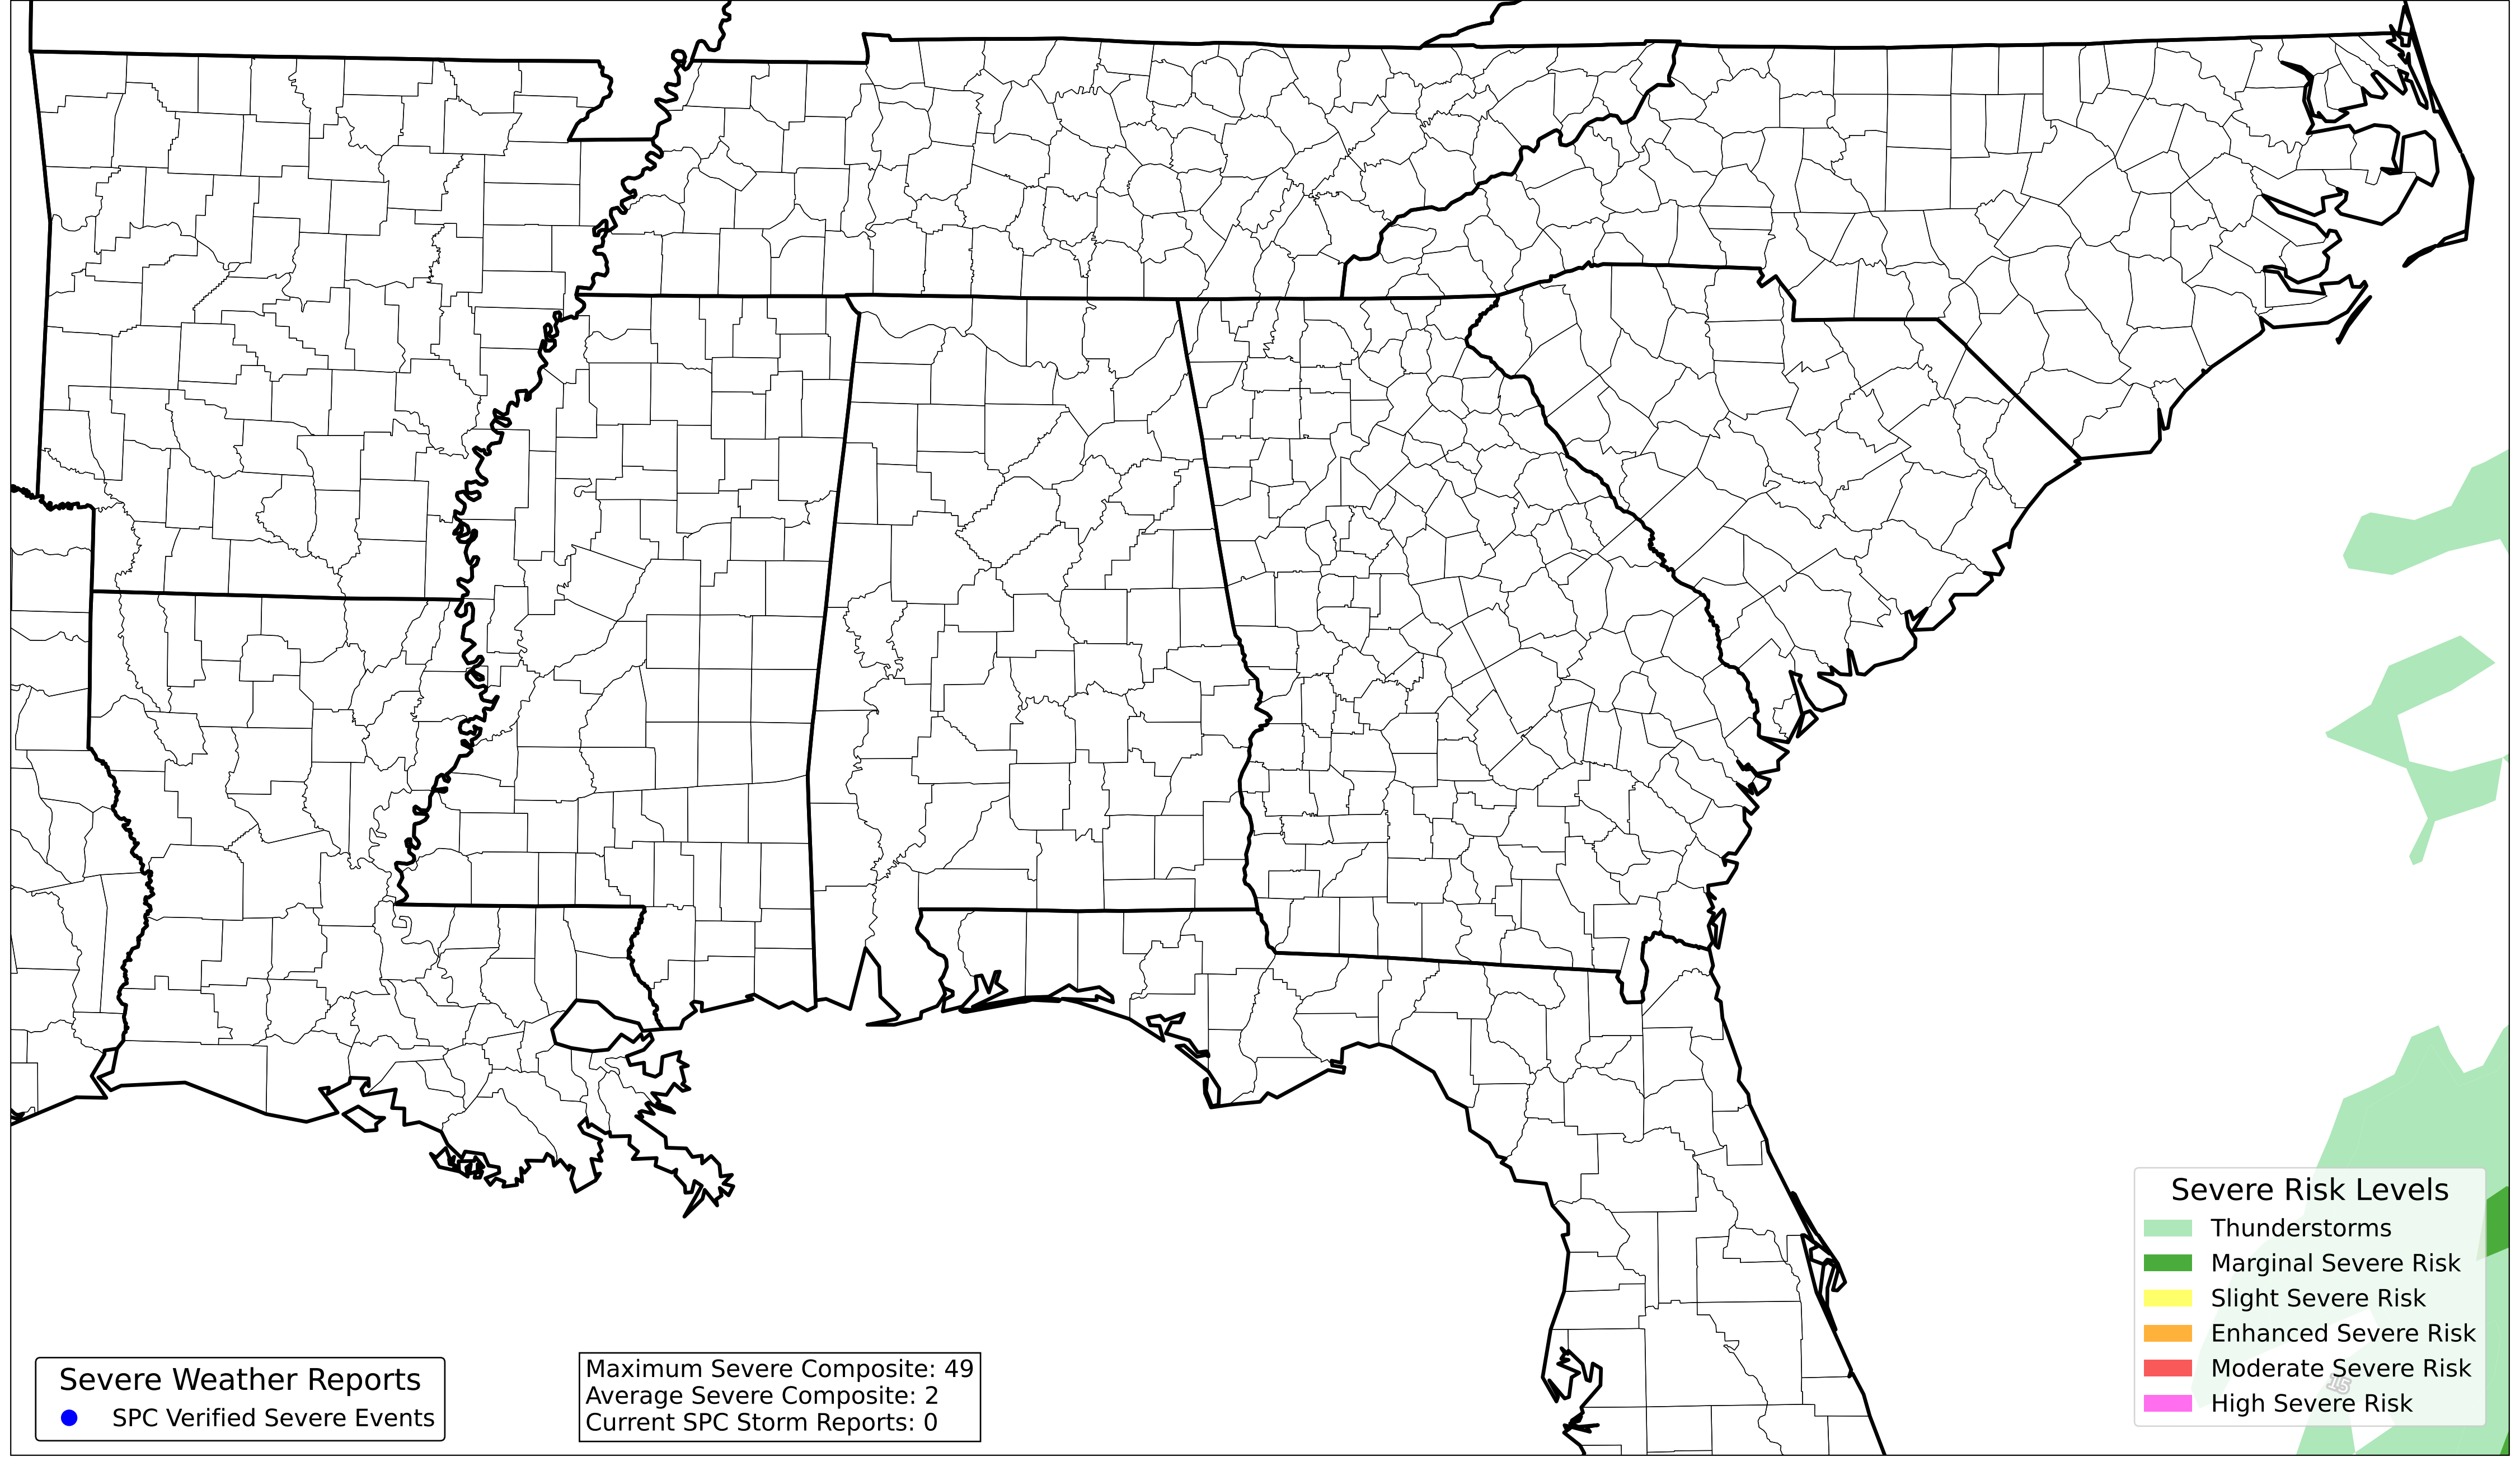 Severe Risk Levels
Thunderstorms
Marginal Severe Risk
Slight Severe Risk
Enhanced Severe Risk
Moderate Severe Risk
High Severe Risk
15
Severe Weather Reports
SPC Verified Severe Events
Maximum Severe Composite: 49
Average Severe Composite: 2
Current SPC Storm Reports: 0